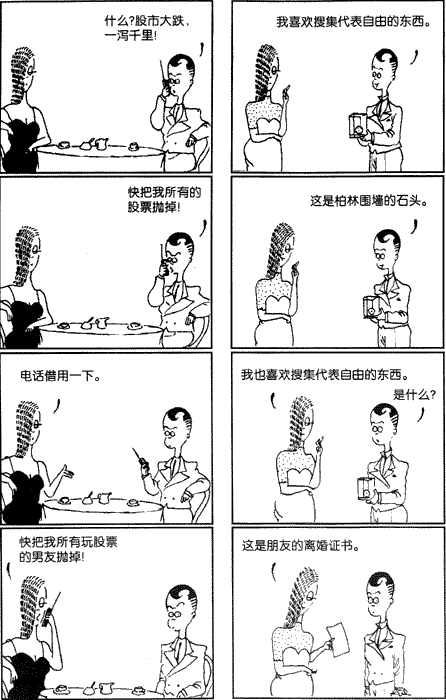 什么?股市大跌，
一泻千里!
快把我所有的
股票抛掉!
电话借用一下。
快把我所有玩股票
的男友抛掉!
我喜欢搜集代表自由的东西。
这是柏林围墙的石头。
我也喜欢搜集代表自由的东西。
是什么?
这是朋友的离婚证书。